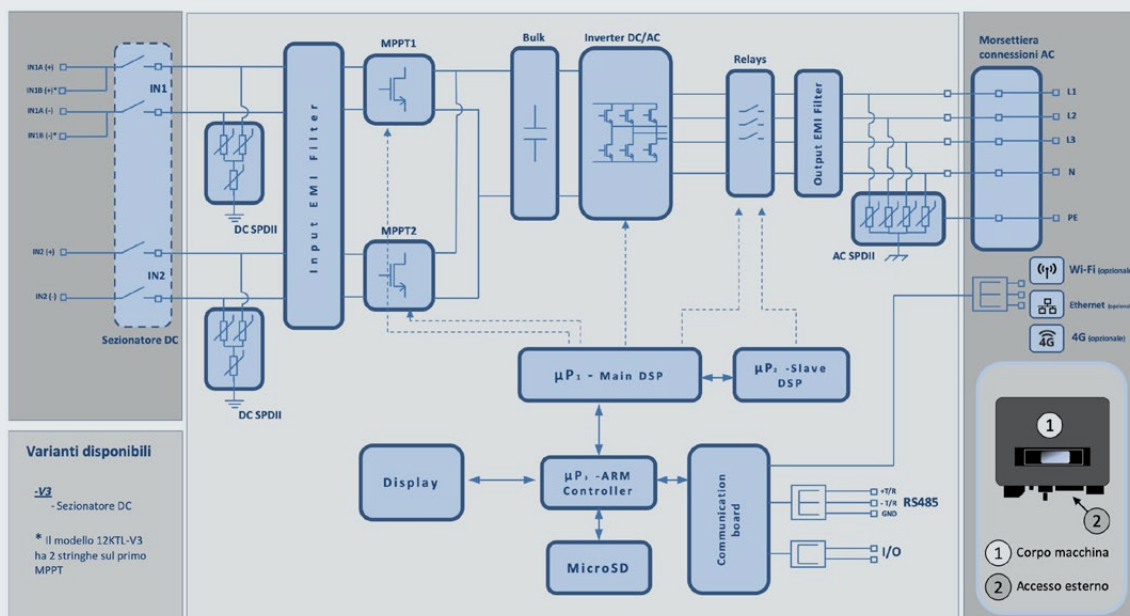 IN1A (+)
IN1B (+)*
IN1A (-)
IN1B (-)*
IN2 (+)
IN2 (-)
IN1
IN2
Sezionatore DC
DC SPDII
DC SPDII
Input EMI Filter
MPPT1
MPPT2
Bulk
Inverter DC/AC
Relays
Output EMI Filter
AC SPDII
Morsettiera
connessioni AC
L1
L2
L3
N
PE
Wi-Fi (opzionale
Ethernet (opzional
4G
4G (opzionale)
µP₁ - Main DSP
µP₂ -Slave
DSP
Display
µP₃ -ARM
Controller
MicroSD
Communication
board
+T/R
- T/R
GND
RS485
I/O
Varianti disponibili
-V3
- Sezionatore DC
* Il modello 12KTL-V3
ha 2 stringhe sul primo
MPPT
1
2
1 Corpo macchina
2 Accesso esterno